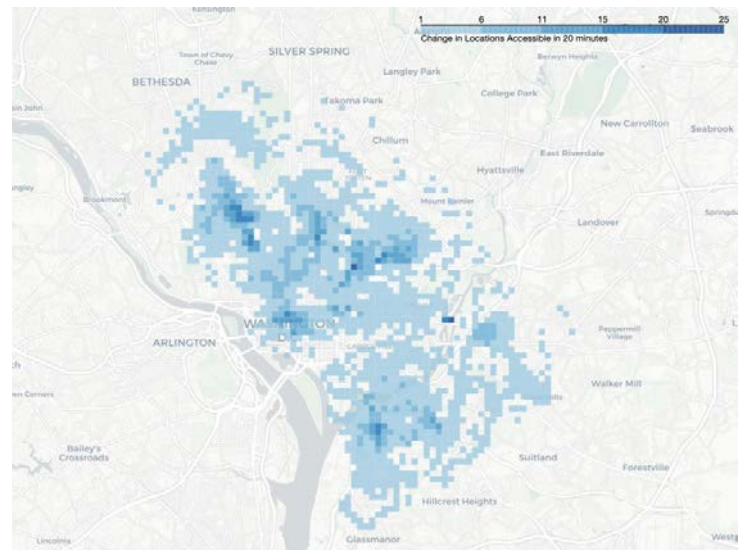 Kensington
1 6 11 15 20 25
Change in Locations Accessible in 20 minutes
Town of Chevy
Chase
SILVER SPRING
Berwyn Heights
BETHESDA
Langley Park
College Park
Takoma Park
New Carrollton
Seabrook
Chillum
East Riverdale
Hyattsville
Brookmont
Mount Rainier
Landover
WASHINGTON
ARLINGTON
Peppermill
Village
Walker Mill
Bailey's
Crossroads
Suitland
Forestville
Hillcrest Heights
Lincolnia
Glassmanor